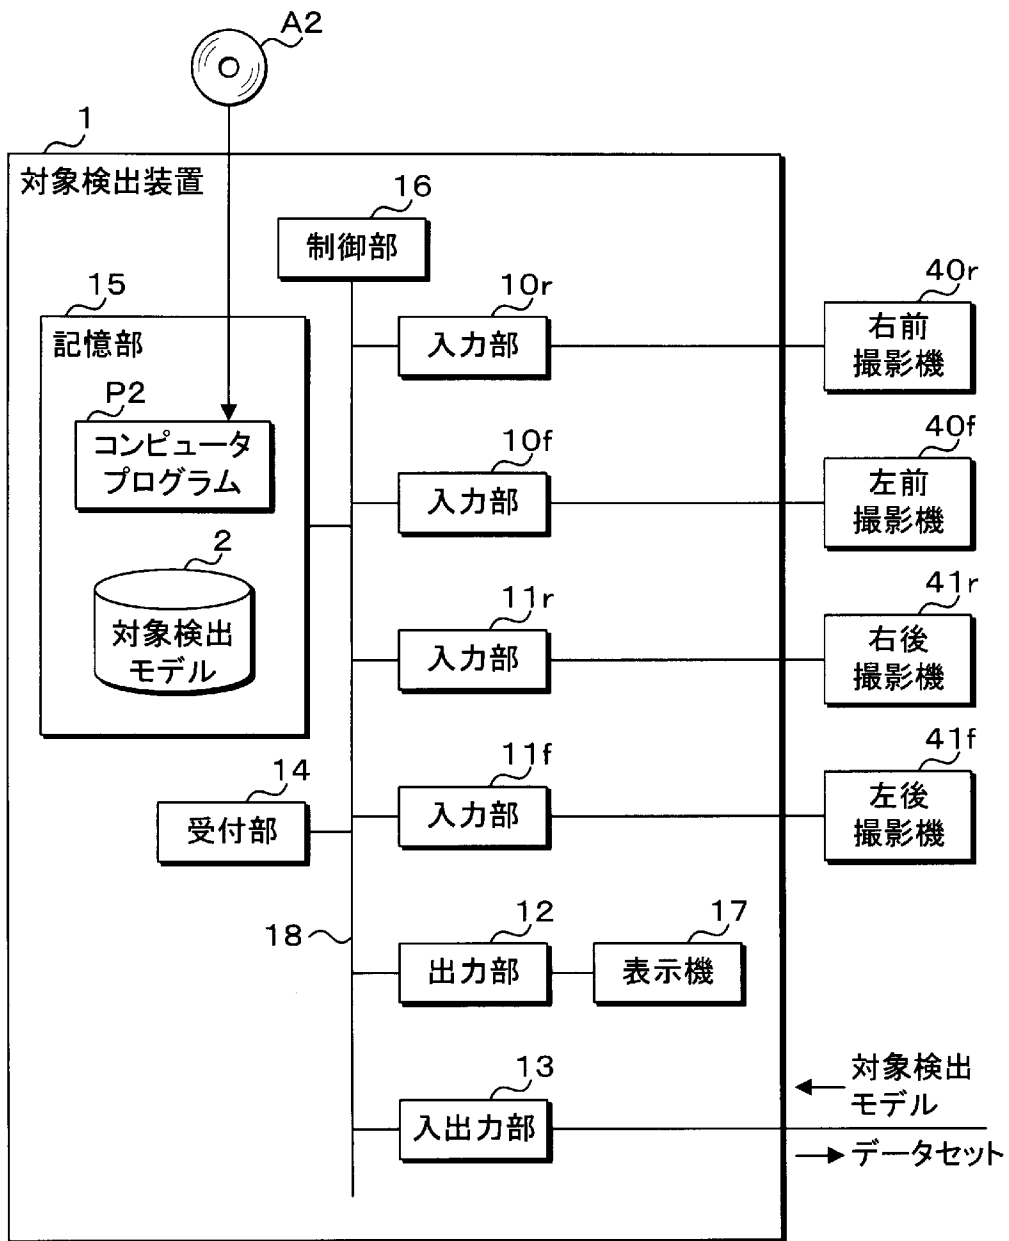 A2
1
対象検出装置
16
制御部
15
記憶部
P2
コンピュータ
プログラム
2
対象検出
モデル
10r
入力部
40r
右前
撮影機
10f
入力部
40f
左前
撮影機
11r
入力部
41r
右後
撮影機
11f
入力部
41f
左後
撮影機
14
受付部
18
12
出力部
17
表示機
13
入出力部
対象検出
モデル
データセット